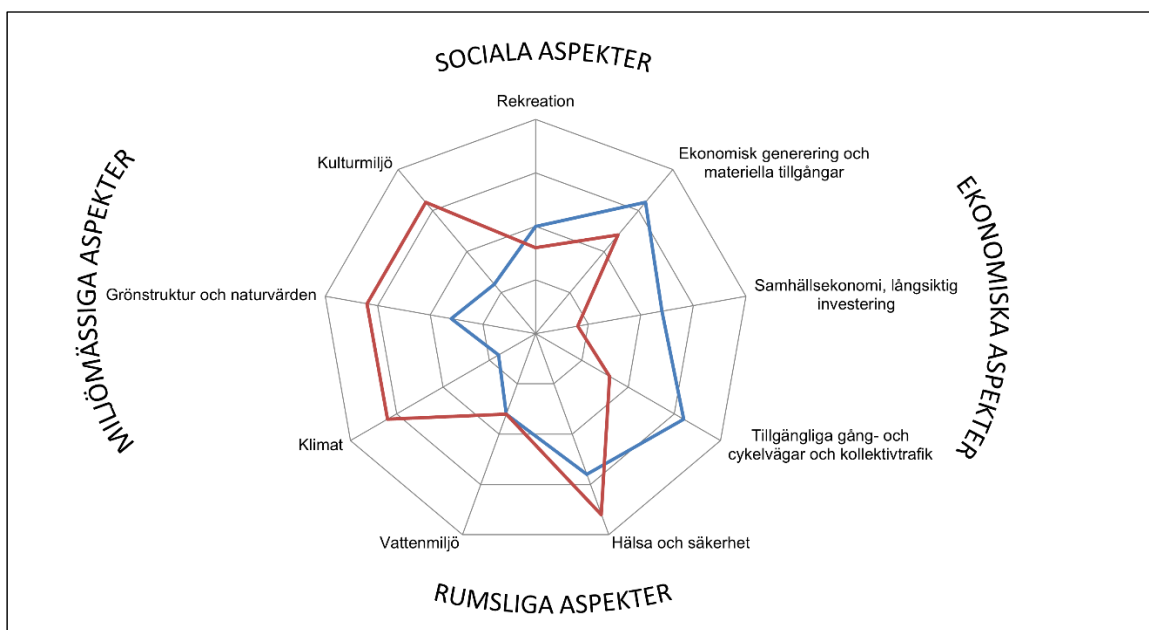 SOCIALA ASPEKTER
Rekreation
Kulturmiljö
Ekonomisk generering och
materiella tillgångar
MILJÖMÄSSIGA ASPEKTER
EKONOMISKA ASPEKTER
Grönstruktur och naturvärden
Samhällsekonomi, långsiktig
investering
Klimat
Tillgängliga gång- och
cykelvägar och kollektivtrafik
Vattenmiljö
Hälsa och säkerhet
RUMSLIGA ASPEKTER